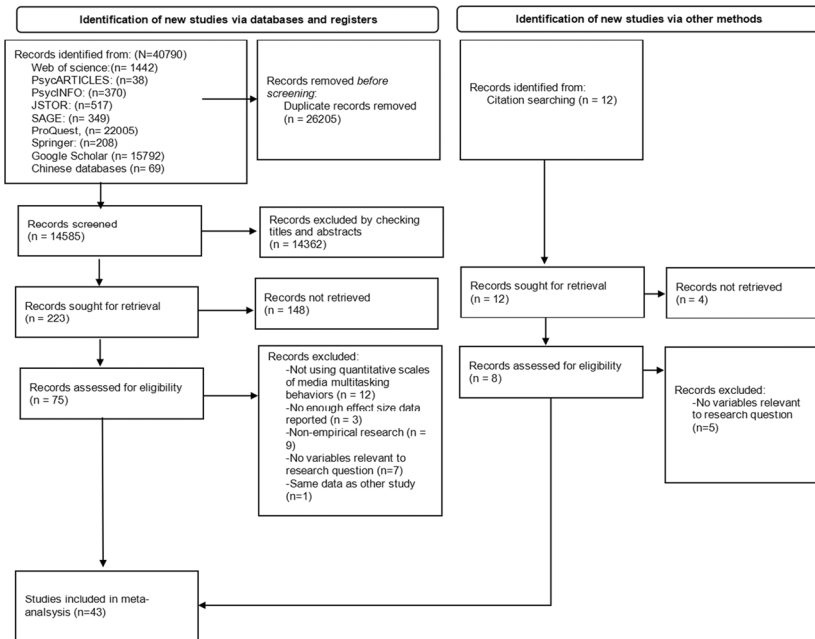 Identification of new studies via databases and registers
Identification of new studies via other methods
Records identified from: (N=40790)
Web of science:(n= 1442)
PsycARTICLES: (n=38)
PsycINFO: (n=370)
JSTOR: (n=517)
SAGE: (n= 349)
ProQuest, (n= 22005)
Springer: (n=208)
Google Scholar (n= 15792)
Chinese databases (n= 69)
Records removed before
screening:
Duplicate records removed
(n = 26205)
Records identified from:
Citation searching (n = 12)
Records screened
(n = 14585)
Records excluded by checking
titles and abstracts
(n = 14362)
Records sought for retrieval
(n = 223)
Records not retrieved
(n = 148)
Records sought for retrieval
(n = 12)
Records not retrieved
(n = 4)
Records assessed for eligibility
(n = 75)
Records excluded:
-Not using quantitative scales
of media multitasking
behaviors (n = 12)
-No enough effect size data
reported (n = 3)
-Non-empirical research (n =
9)
-No variables relevant to
research question (n=7)
-Same data as other study
(n=1)
Records assessed for eligibility
(n = 8)
Records excluded:
-No variables relevant
to research question
(n=5)
Studies included in meta-
analsysis (n=43)